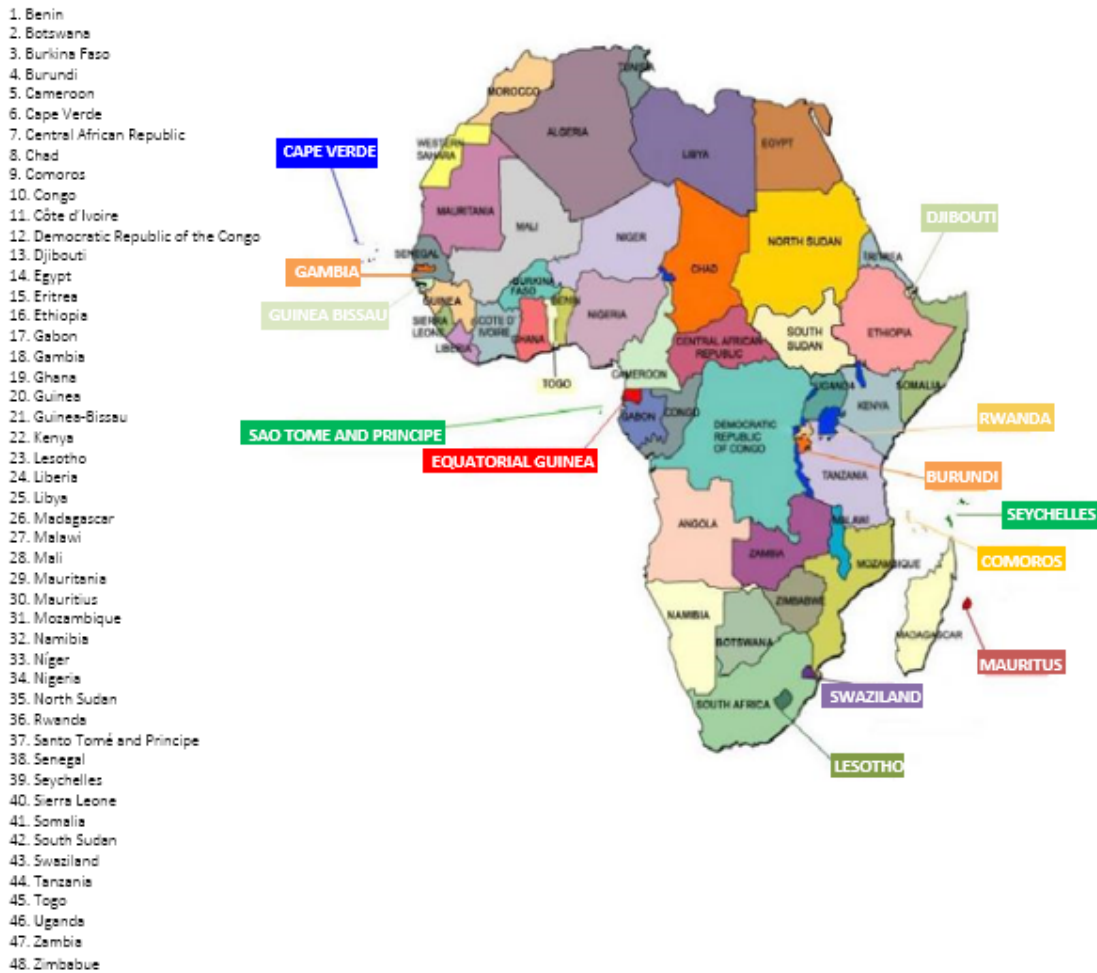 1. Benin
2. Botswana
3. Burkina Faso
4. Burundi
5. Cameroon
6. Cape Verde
7. Central African Republic
8. Chad
9. Comoros
10. Congo
11. Côte d'Ivoire
12. Democratic Republic of the Congo
13. Djibouti
14. Egypt
15. Eritrea
16. Ethiopia
17. Gabon
18. Gambia
19. Ghana
20. Guinea
21. Guinea-Bissau
22. Kenya
23. Lesotho
24. Liberia
25. Libya
26. Madagascar
27. Malawi
28. Mali
29. Mauritania
30. Mauritius
31. Mozambique
32. Namibia
33. Níger
34. Nigeria
35. North Sudan
36. Rwanda
37. Santo Tomé and Principe
38. Senegal
39. Seychelles
40. Sierra Leone
41. Somalia
42. South Sudan
43. Swaziland
44. Tanzania
45. Togo
46. Uganda
47. Zambia
48. Zimbabue
TUNISIA
MOROCCO
ALGERIA
WESTERN
SAHARA
LIBYA
EGYPT
CAPE VERDE
MAURITANIA
MALI
NIGER
CHAD
NORTH SUDAN
DJIBOUTI
SENEGAL
ERITREA
GAMBIA
BURKINA
FASO
GUINEA
BENIN
GUINEA BISSAU
SIERRA
LEONE
COTE D'
IVOIRE
GHANA
NIGERIA
LIBERIA
SOUTH
SUDAN
ETHIOPIA
CENTRAL AFRICAN
REPUBLIC
CAMEROON
TOGO
UGANDA
SOMALIA
KENYA
GABON
CONGO
RWANDA
SAO TOME AND PRINCIPE
DEMOCRATIC
REPUBLIC
OF CONGO
EQUATORIAL GUINEA
TANZANIA
BURUNDI
SEYCHELLES
ANGOLA
MALAWI
ZAMBIA
MOZAMBIQUE
COMOROS
ZIMBABWE
NAMIBIA
BOTSWANA
MADAGASCAR
MAURITUS
SWAZILAND
SOUTH AFRICA
LESOTHO